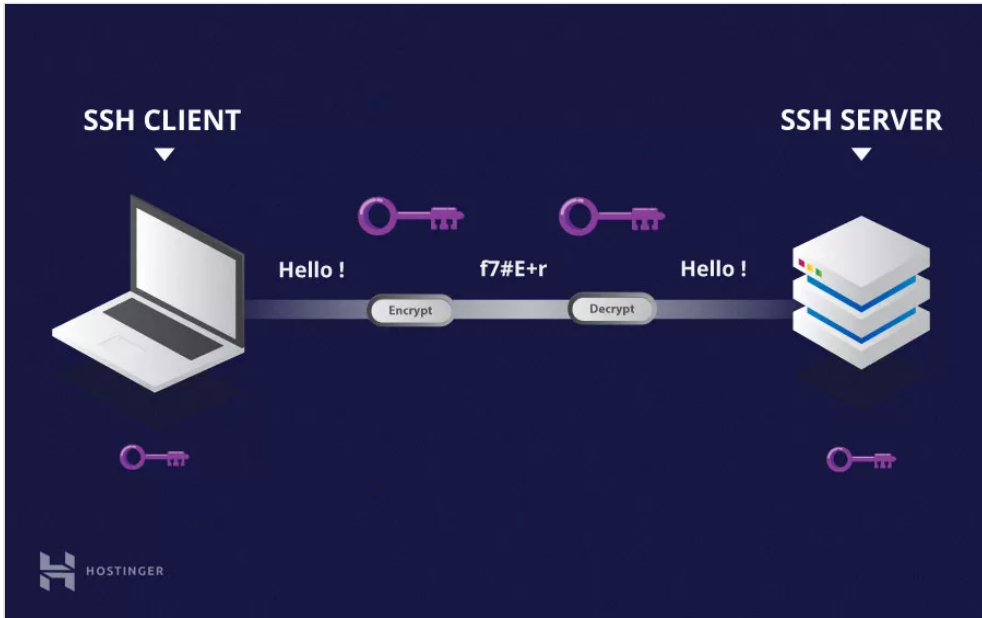 SSH CLIENT
SSH SERVER
Hello !
f7#E+r
Hello !
Encrypt
Decrypt
HOSTINGER